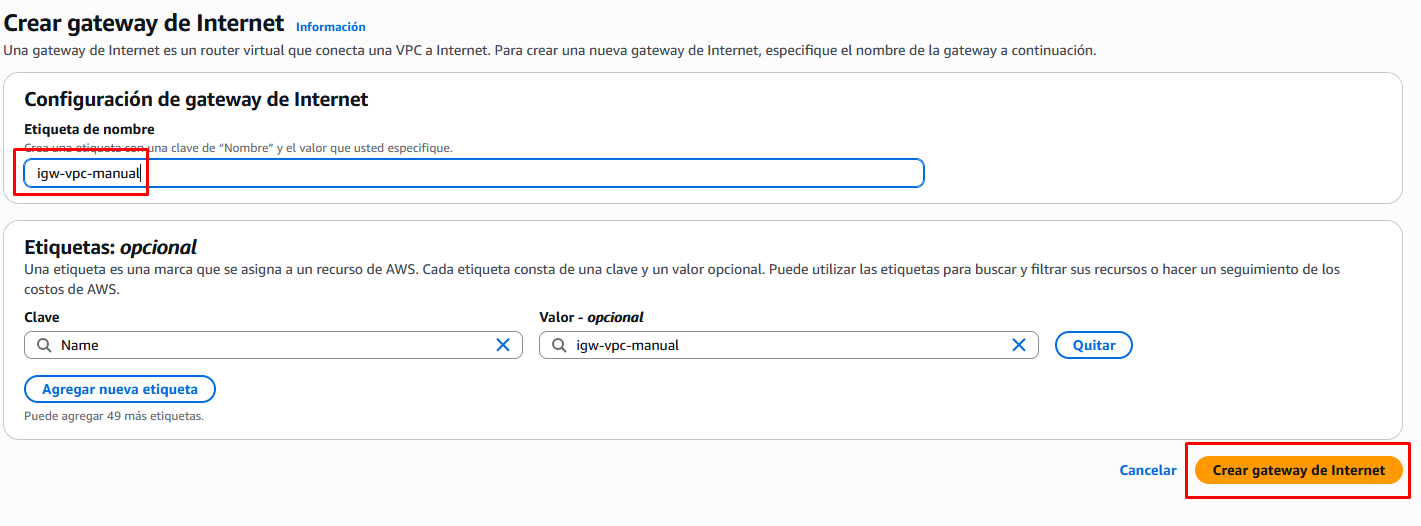 Crear gateway de Internet Información
Una gateway de Internet es un router virtual que conecta una VPC a Internet. Para crear una nueva gateway de Internet, especifique el nombre de la gateway a continuación.
Configuración de gateway de Internet
Etiqueta de nombre
Crea una etiqueta con una clave de "Nombre" y el valor que usted especifique.
igw-vpc-manual
Etiquetas: opcional
Una etiqueta es una marca que se asigna a un recurso de AWS. Cada etiqueta consta de una clave y un valor opcional. Puede utilizar las etiquetas para buscar y filtrar sus recursos o hacer un seguimiento de los
costos de AWS.
Clave Valor - opcional
Name igw-vpc-manual Quitar
Agregar nueva etiqueta
Puede agregar 49 más etiquetas.
Cancelar Crear gateway de Internet